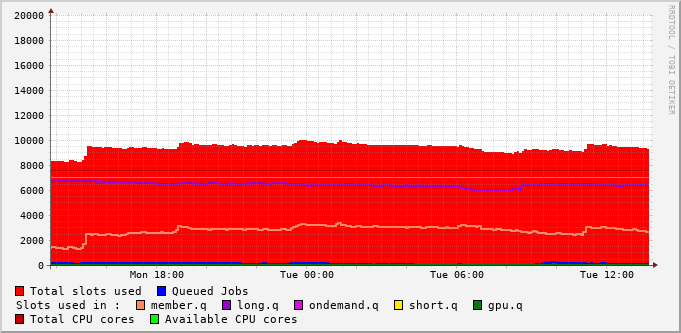 RRDTOOL / TOBI OETIKER
20000
18000
16000
14000
12000
10000
8000
6000
4000
2000
0
Mon 18:00 Tue 00:00 Tue 06:00 Tue 12:00
Total slots used Queued Jobs
Slots used in : member.q long.q ondemand.q short.q gpu.q
Total CPU cores Available CPU cores